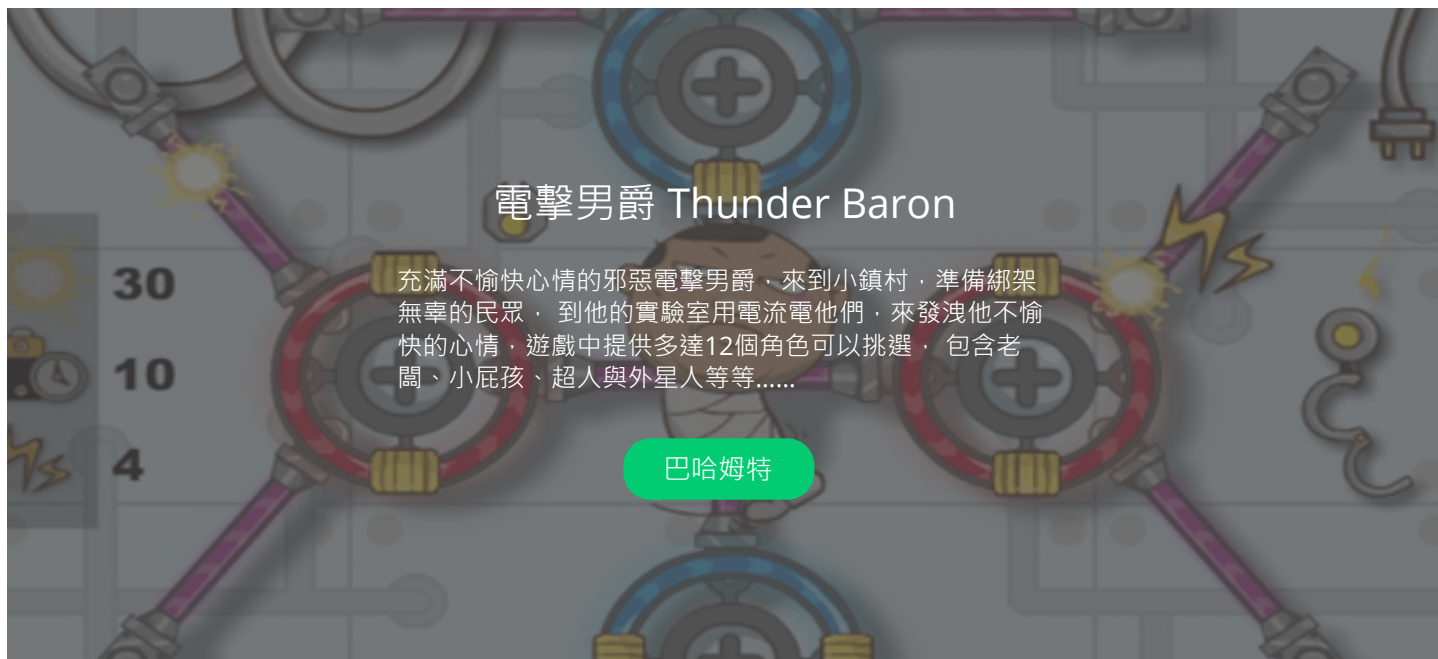 電擊男爵 Thunder Baron
充滿不愉快心情的邪惡電擊男爵，來到小鎮村，準備綁架
無辜的民眾， 到他的實驗室用電流電他們，來發洩他不愉
快的心情，遊戲中提供多達12個角色可以挑選， 包含老
闆、小屁孩、超人與外星人等等......
30
10
4
巴哈姆特